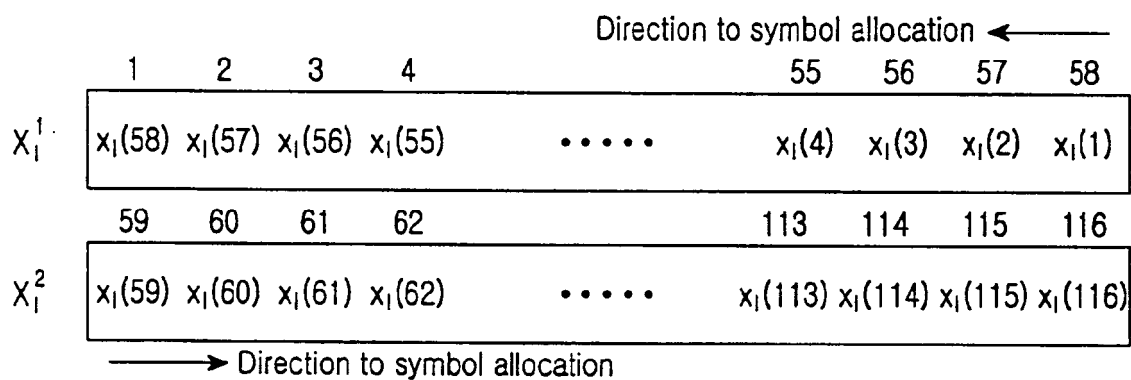 Direction to symbol allocation ←
1 2 3 4 55 56 57 58
X_l^1 x_l(58) x_l(57) x_l(56) x_l(55) ••••• x_l(4) x_l(3) x_l(2) x_l(1)
59 60 61 62 113 114 115 116
X_l^2 x_l(59) x_l(60) x_l(61) x_l(62) ••••• x_l(113) x_l(114) x_l(115) x_l(116)
→ Direction to symbol allocation